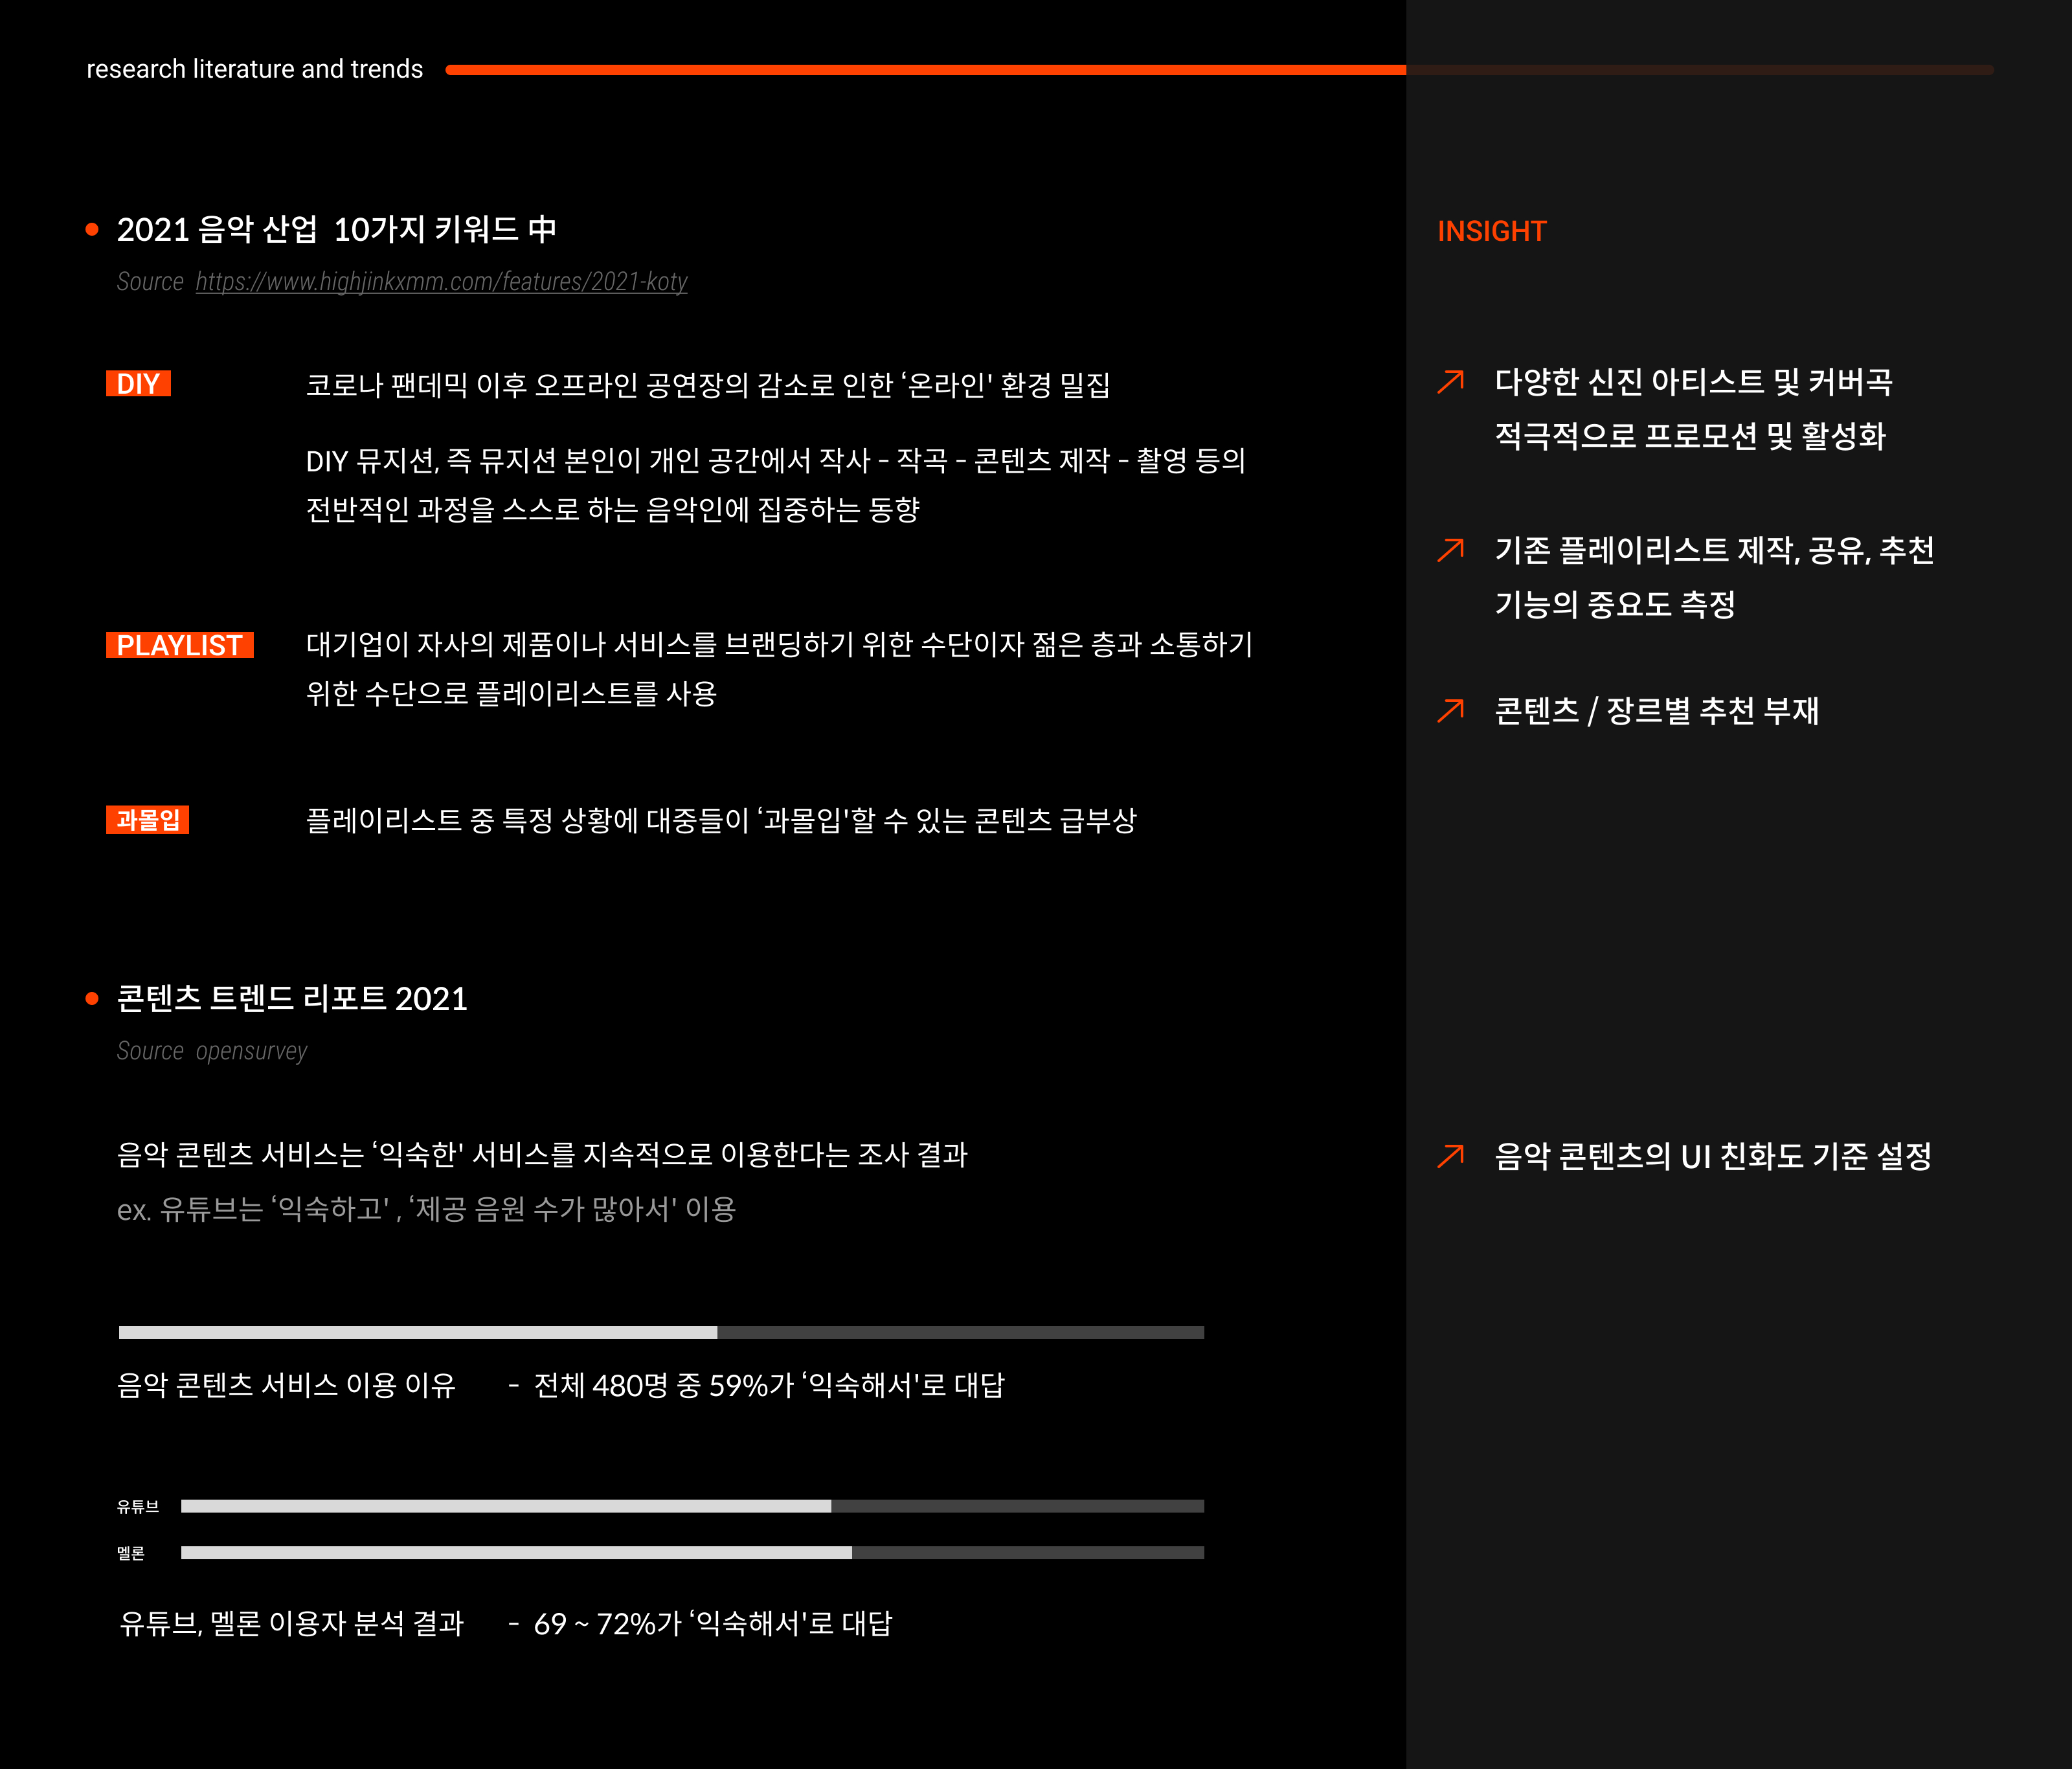 research literature and trends
2021 음악 산업 10가지 키워드 中
Source https://www.highjinkxmm.com/features/2021-koty
DIY
코로나 팬데믹 이후 오프라인 공연장의 감소로 인한 ‘온라인' 환경 밀집
DIY 뮤지션, 즉 뮤지션 본인이 개인 공간에서 작사 - 작곡 - 콘텐츠 제작 - 촬영 등의
전반적인 과정을 스스로 하는 음악인에 집중하는 동향
PLAYLIST
대기업이 자사의 제품이나 서비스를 브랜딩하기 위한 수단이자 젊은 층과 소통하기
위한 수단으로 플레이리스트를 사용
과몰입
플레이리스트 중 특정 상황에 대중들이 ‘과몰입'할 수 있는 콘텐츠 급부상
콘텐츠 트렌드 리포트 2021
Source opensurvey
음악 콘텐츠 서비스는 ‘익숙한' 서비스를 지속적으로 이용한다는 조사 결과
ex. 유튜브는 ‘익숙하고' , ‘제공 음원 수가 많아서' 이용
음악 콘텐츠 서비스 이용 이유 - 전체 480명 중 59%가 ‘익숙해서'로 대답
유튜브
멜론
유튜브, 멜론 이용자 분석 결과 - 69 ~ 72%가 ‘익숙해서'로 대답
INSIGHT
다양한 신진 아티스트 및 커버곡
적극적으로 프로모션 및 활성화
기존 플레이리스트 제작, 공유, 추천
기능의 중요도 측정
콘텐츠 / 장르별 추천 부재
음악 콘텐츠의 UI 친화도 기준 설정